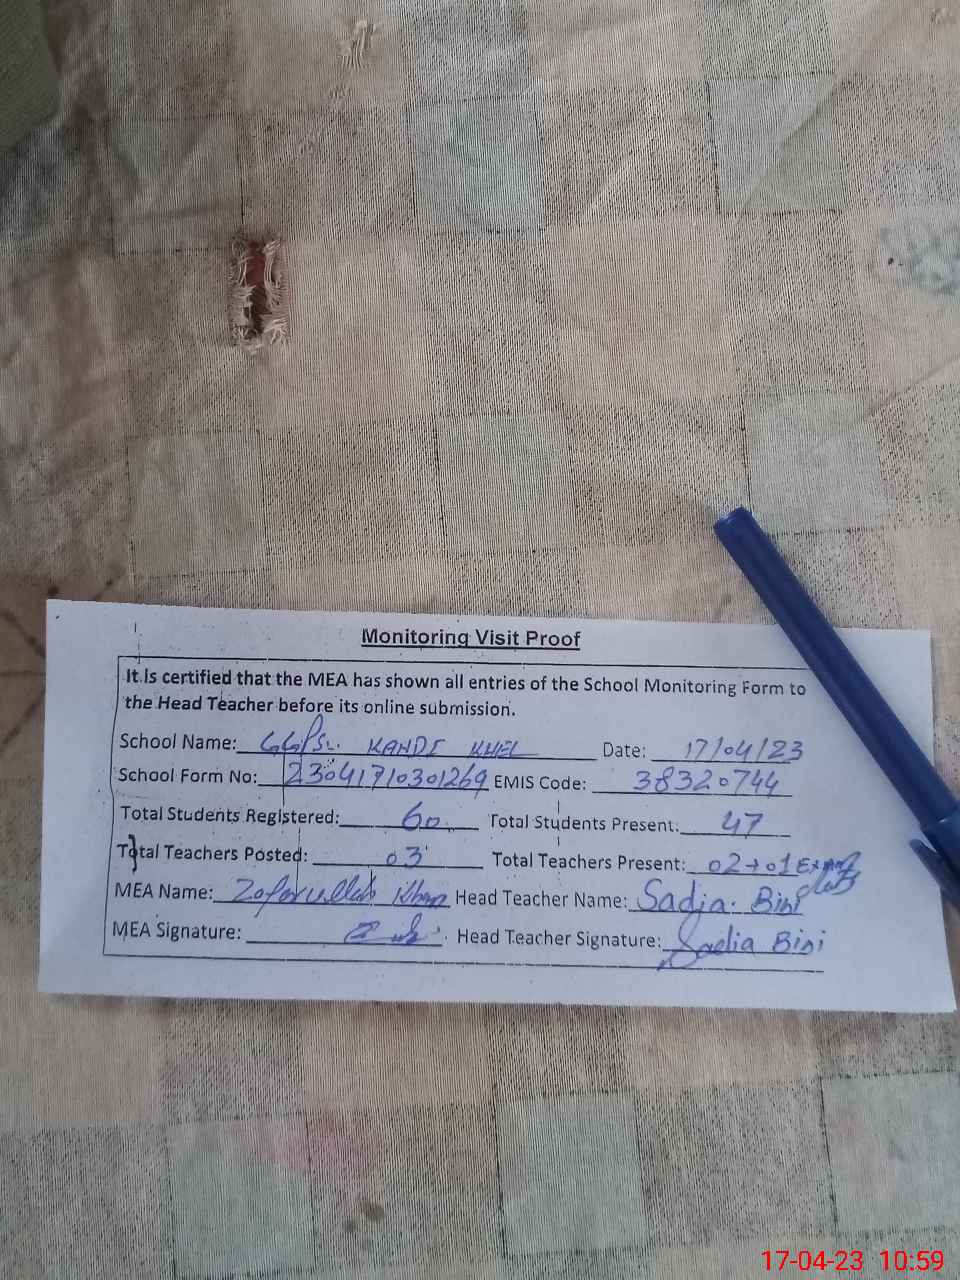 Monitoring Visit Proof
It is certified that the MEA has shown all entries of the School Monitoring Form to
the Head Teacher before its online submission.
School Name: GGPS. KANDI KHEL Date: 17/04/23
School Form No: 23041710301269 EMIS Code: 38320744
Total Students Registered: 60 Total Students Present: 47
Total Teachers Posted: 03 Total Teachers Present: 02+01
MEA Name: Zafarullah Khan Head Teacher Name: Sadia Bibi
MEA Signature: Head Teacher Signature: Sadia Bibi
17-04-23 10:59